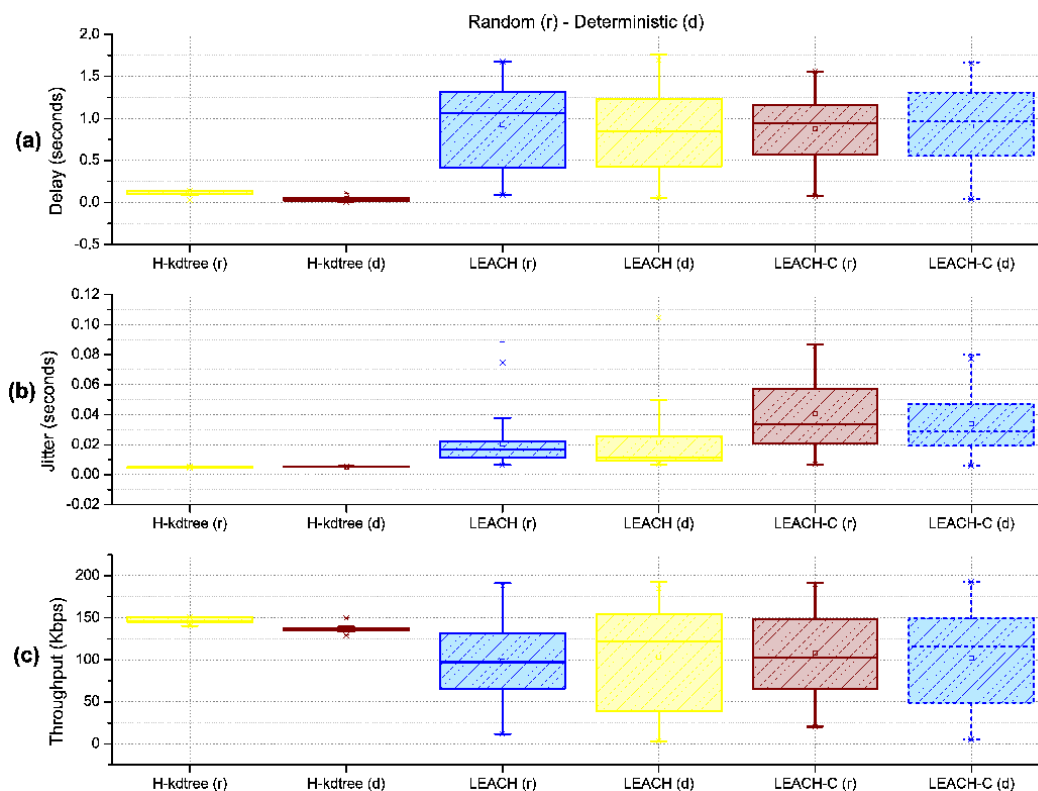 Random (r) - Deterministic (d)
(a)
Delay (seconds)
2.0
1.5
1.0
0.5
0.0
-0.5
H-kdtree (r) H-kdtree (d) LEACH (r) LEACH (d) LEACH-C (r) LEACH-C (d)
(b)
Jitter (seconds)
0.12
0.10
0.08
0.06
0.04
0.02
0.00
-0.02
H-kdtree (r) H-kdtree (d) LEACH (r) LEACH (d) LEACH-C (r) LEACH-C (d)
(c)
Throughput (Kbps)
200
150
100
50
0
H-kdtree (r) H-kdtree (d) LEACH (r) LEACH (d) LEACH-C (r) LEACH-C (d)